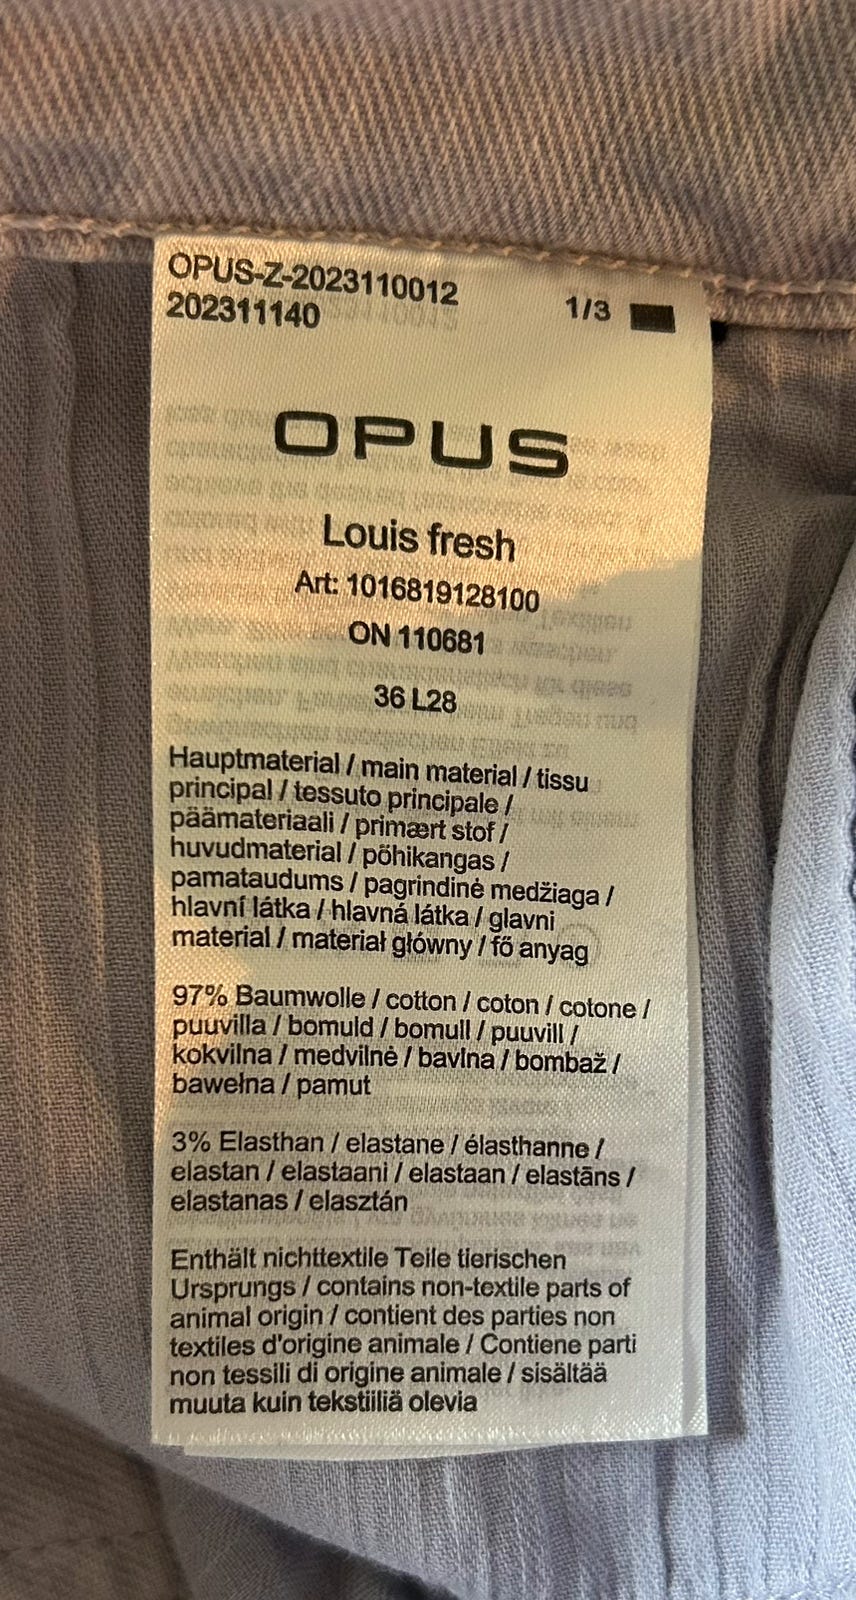 OPUS-Z-2023110012
202311140
1/3
OPUS
Louis fresh
Art: 1016819128100
ON 110681
36 L28
Hauptmaterial / main material / tissu
principal / tessuto principale /
päämateriaali / primært stof /
huvudmaterial / põhikangas /
pamataudums / pagrindinė medžiaga /
hlavní látka / hlavná látka / glavni
material / materiał główny / fő anyag
97% Baumwolle / cotton / coton / cotone /
puuvilla / bomuld / bomull / puuvill /
kokvilna / medvilnė / bavlna / bombaž /
bawełna / pamut
3% Elasthan / elastane / élasthanne /
elastan / elastaani / elastaan / elastāns /
elastanas / elasztán
Enthält nichttextile Teile tierischen
Ursprungs / contains non-textile parts of
animal origin / contient des parties non
textiles d'origine animale / Contiene parti
non tessili di origine animale / sisältää
muuta kuin tekstiiliä olevia